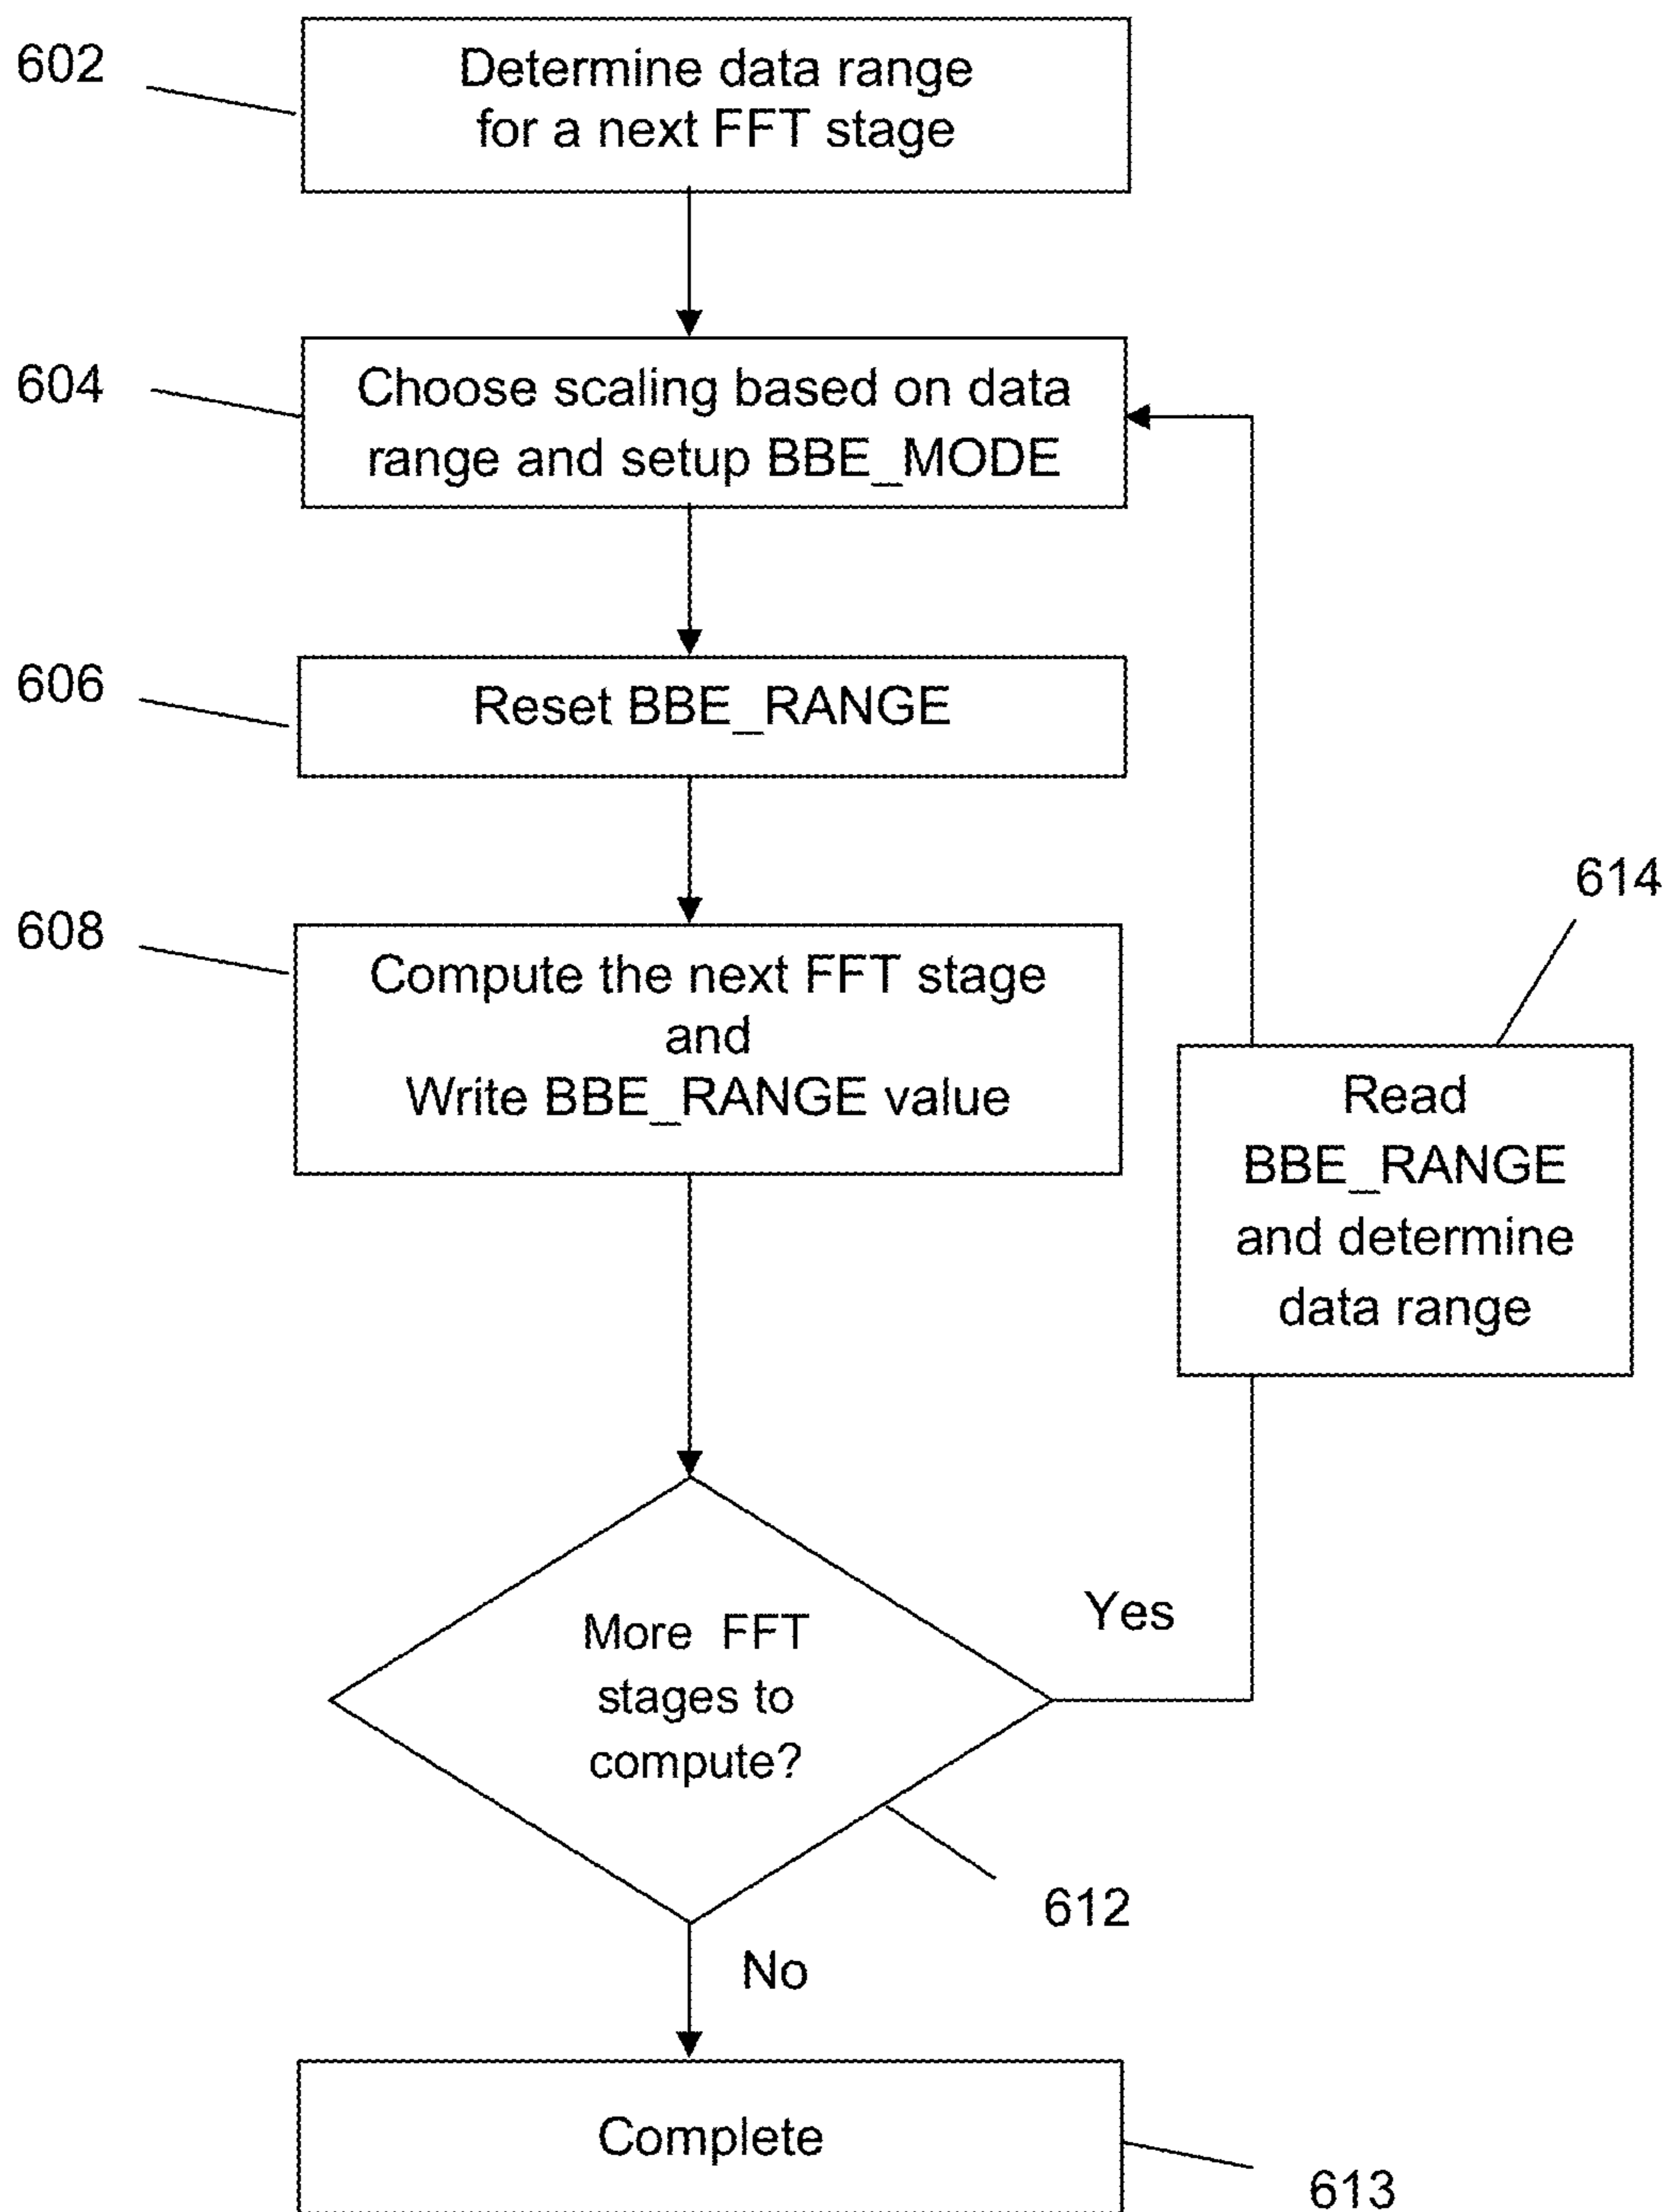 602
Determine data range
for a next FFT stage
604
Choose scaling based on data
range and setup BBE_MODE
606
Reset BBE_RANGE
608
Compute the next FFT stage
and
Write BBE_RANGE value
614
Read
BBE_RANGE
and determine
data range
More FFT
stages to
compute?
Yes
612
No
Complete
613